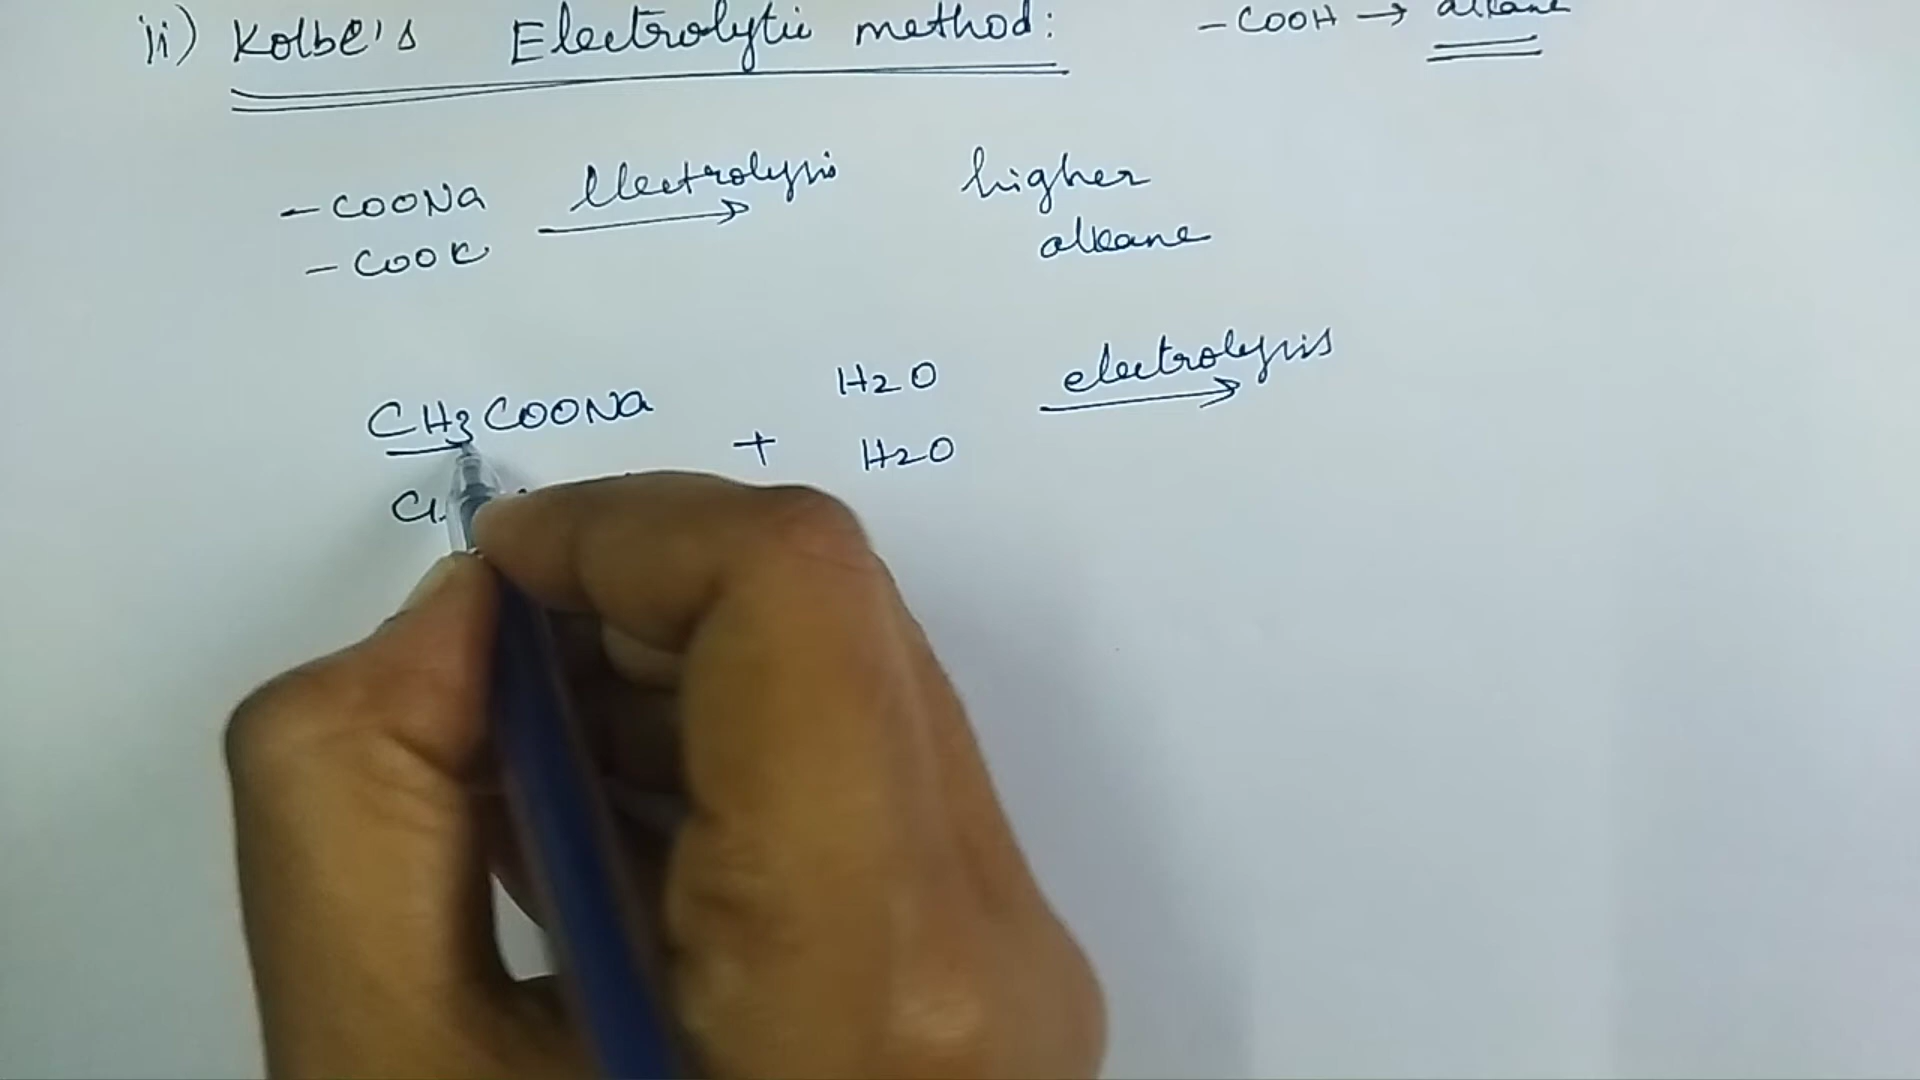 ii) Kolbe's Electrolytic method: -COOH → alkane
-COONa Electrolysis higher
-COOK alkane
CH3COONa H2O electrolysis
+ H2O